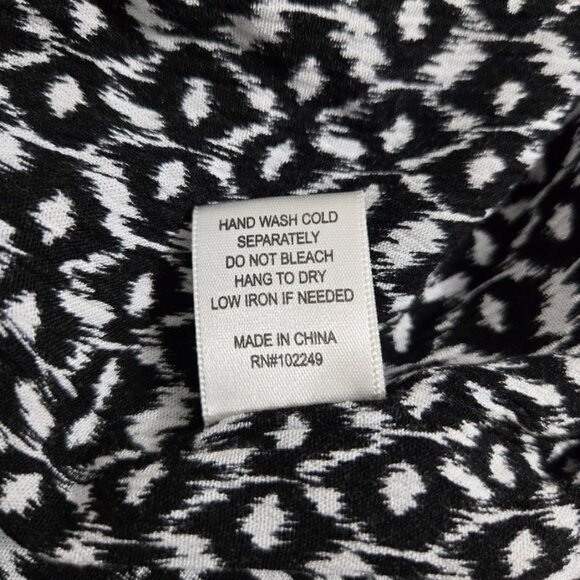 HAND WASH COLD
SEPARATELY
DO NOT BLEACH
HANG TO DRY
LOW IRON IF NEEDED
MADE IN CHINA
RN#102249